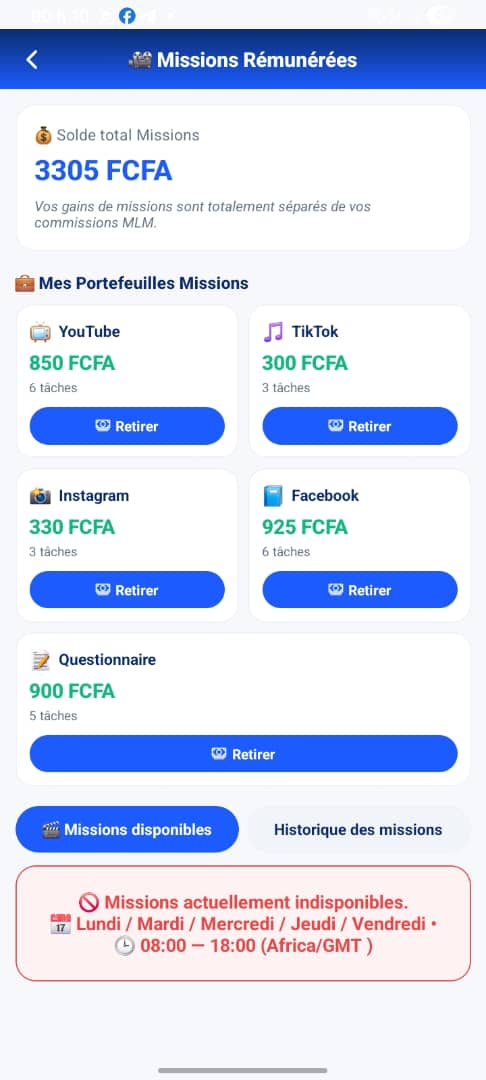 00 h 10
Missions Rémunérées
Solde total Missions
3305 FCFA
Vos gains de missions sont totalement séparés de vos
commissions MLM.
Mes Portefeuilles Missions
YouTube
850 FCFA
6 tâches
Retirer
TikTok
300 FCFA
3 tâches
Retirer
Instagram
330 FCFA
3 tâches
Retirer
Facebook
925 FCFA
6 tâches
Retirer
Questionnaire
900 FCFA
5 tâches
Retirer
Missions disponibles
Historique des missions
Missions actuellement indisponibles.
Lundi / Mardi / Mercredi / Jeudi / Vendredi •
08:00 — 18:00 (Africa/GMT )